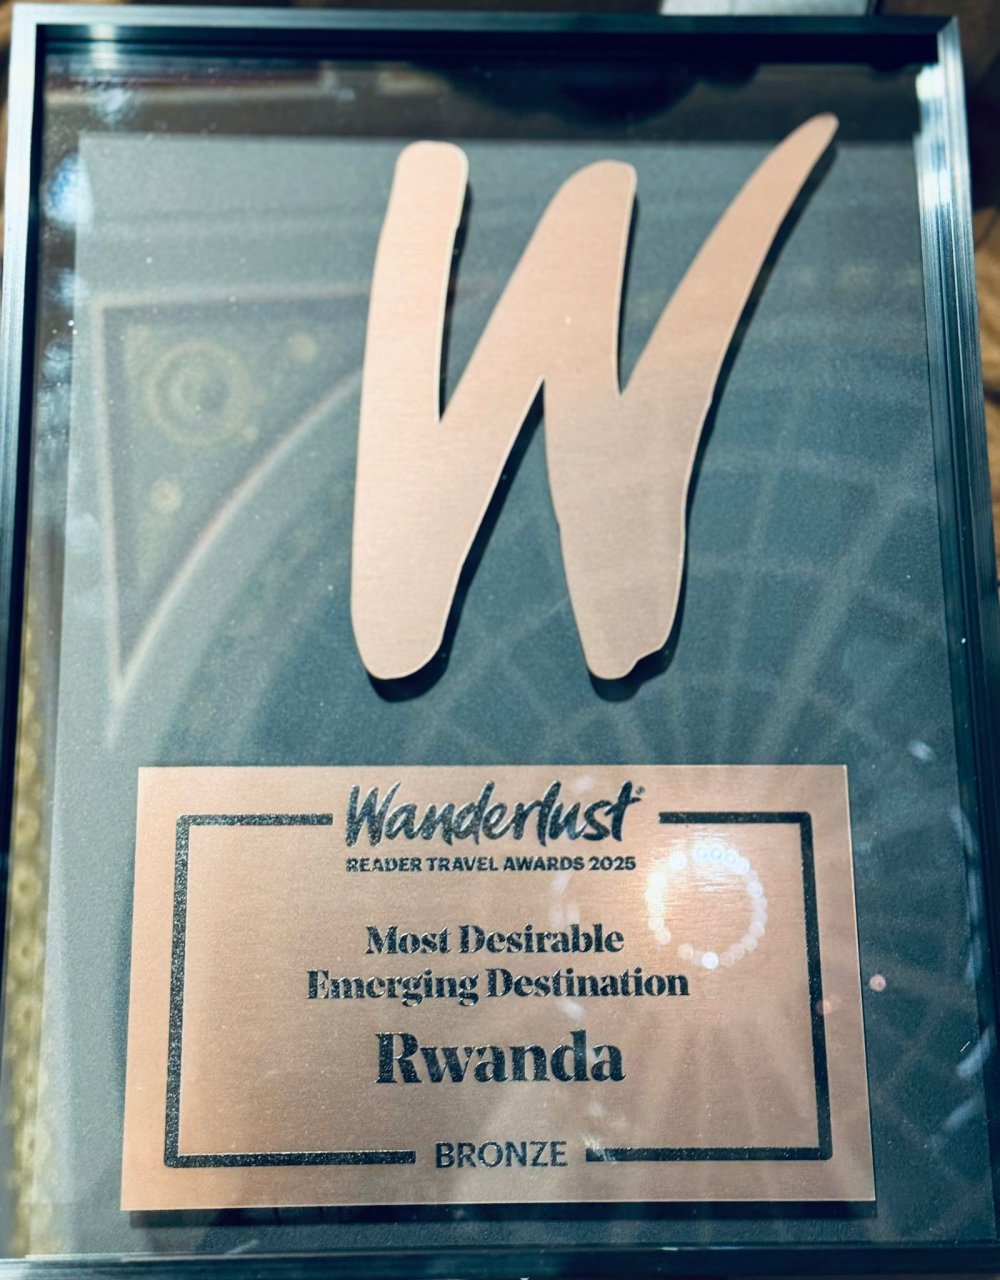 W
Wanderlust®
READER TRAVEL AWARDS 2025
Most Desirable
Emerging Destination
Rwanda
BRONZE